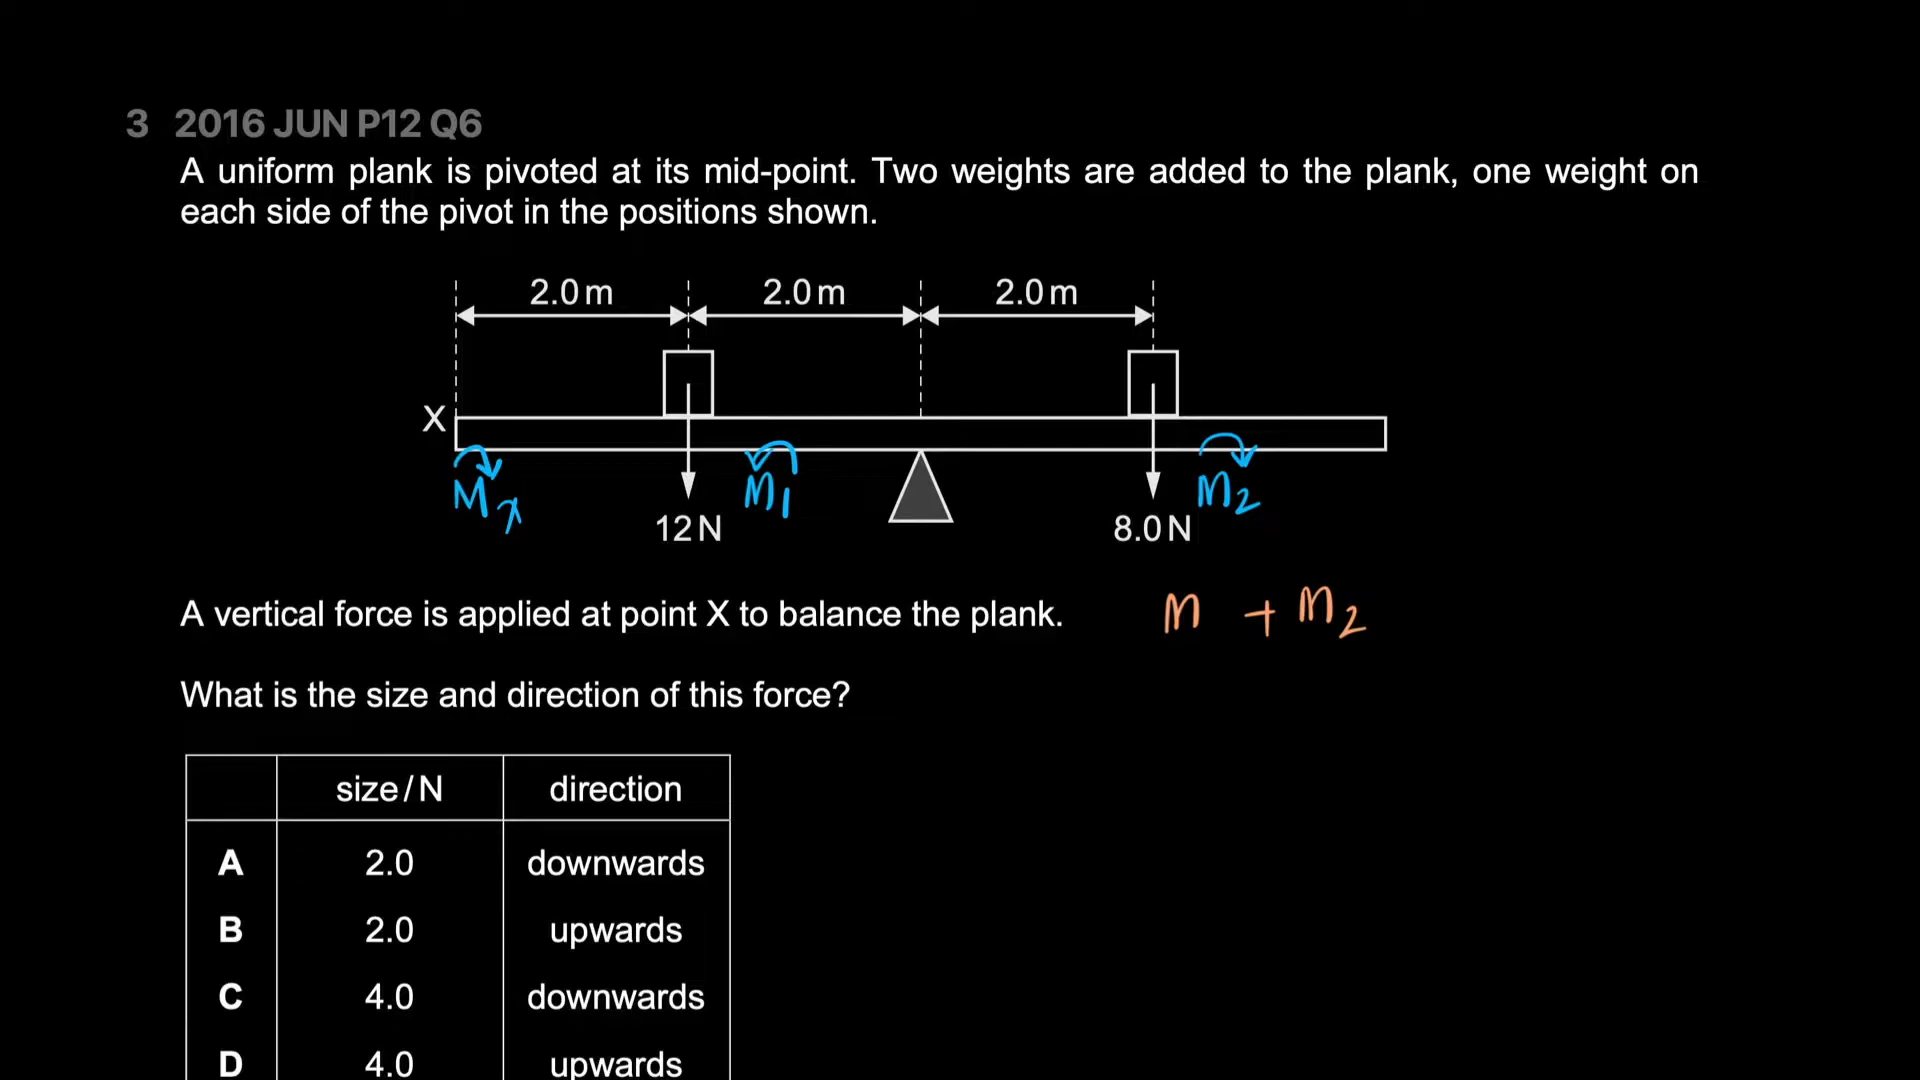 3 2016 JUN P12 Q6
A uniform plank is pivoted at its mid-point. Two weights are added to the plank, one weight on
each side of the pivot in the positions shown.
2.0 m 2.0 m 2.0 m
X
Mx M1 M2
12 N 8.0 N
A vertical force is applied at point X to balance the plank.
M + M2
What is the size and direction of this force?
size / N direction
A 2.0 downwards
B 2.0 upwards
C 4.0 downwards
D 4.0 upwards